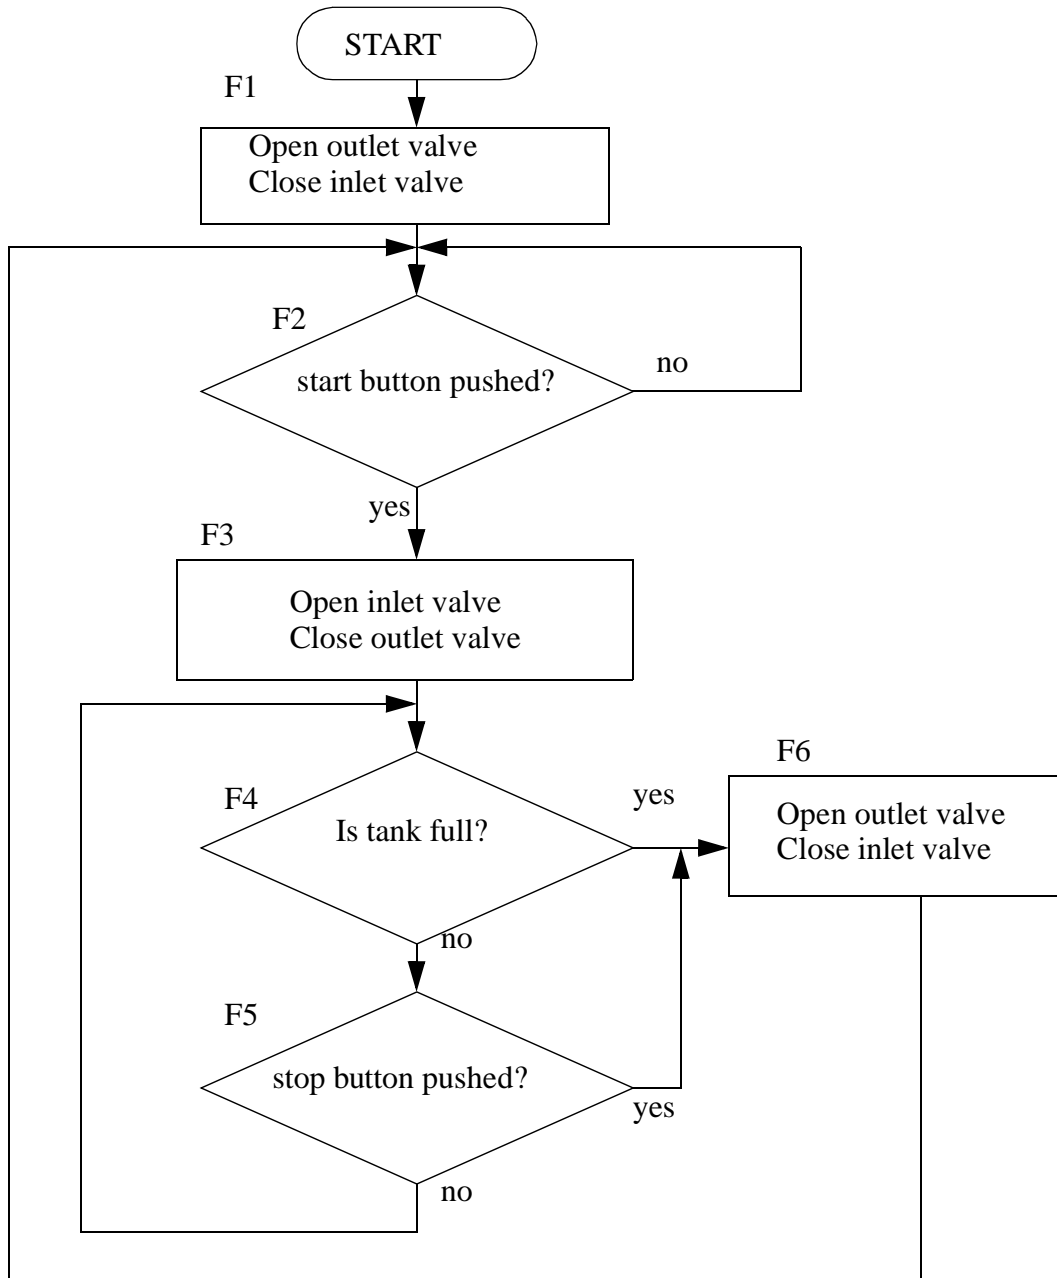 START
F1
Open outlet valve
Close inlet valve
F2
start button pushed?
no
yes
F3
Open inlet valve
Close outlet valve
F4
Is tank full?
yes
no
F6
Open outlet valve
Close inlet valve
F5
stop button pushed?
yes
no